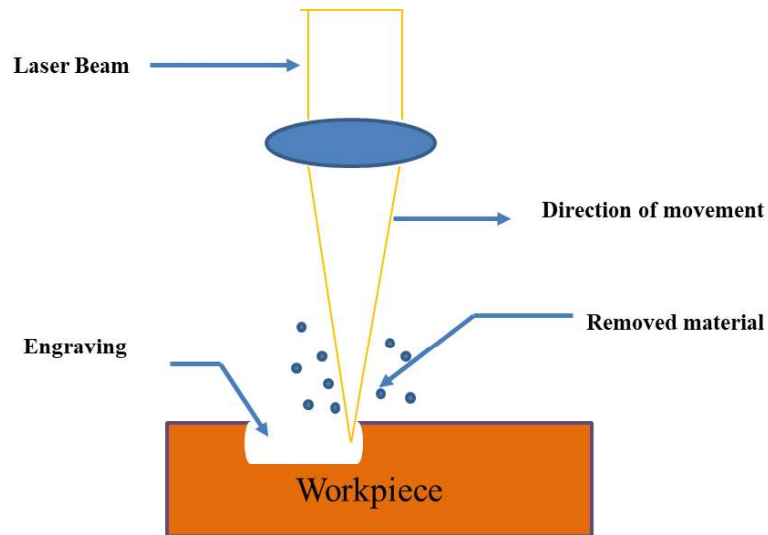 Laser Beam
Direction of movement
Removed material
Engraving
Workpiece